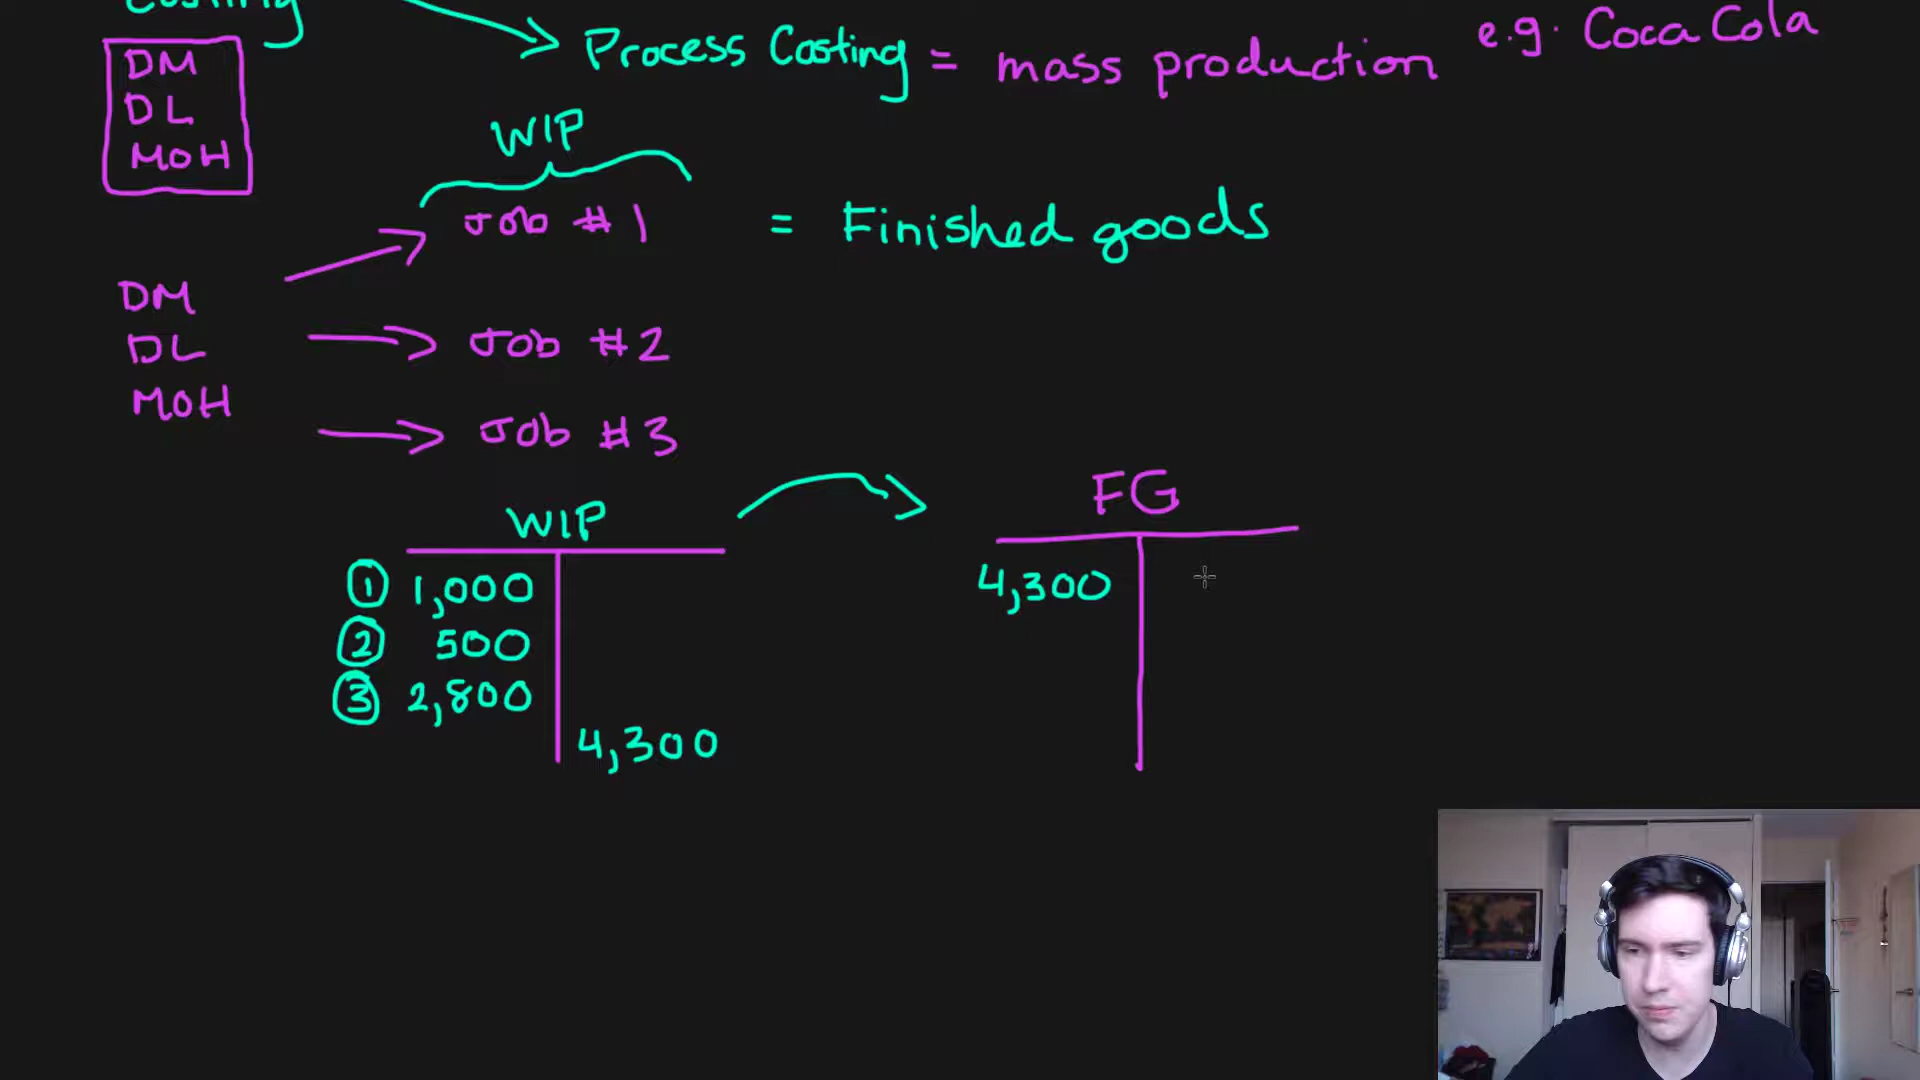 Costing
Process Costing = mass production e.g. Coca Cola
DM
DL
MOH
WIP
Job # 1 = Finished goods
DM
DL
MOH
Job # 2
Job # 3
WIP
① 1,000
② 500
③ 2,800
4,300
FG
4,300